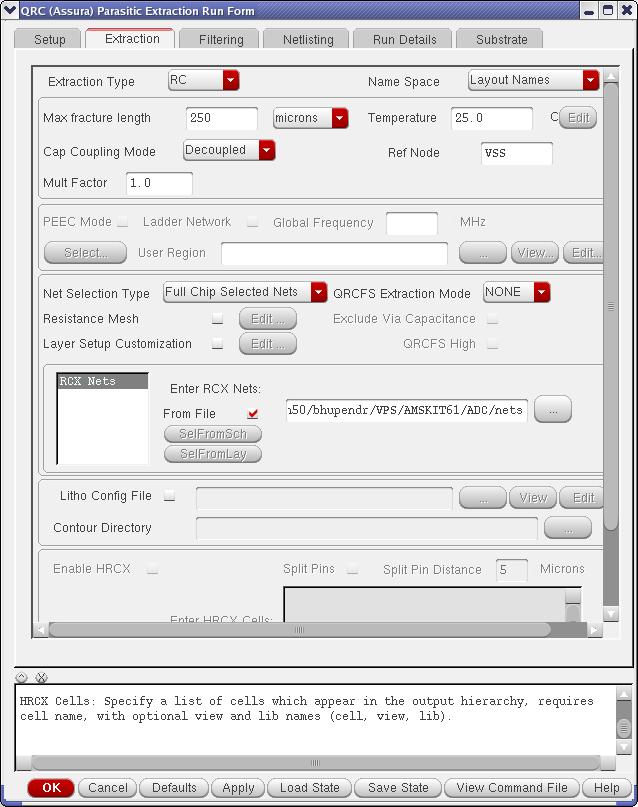 QRC (Assura) Parasitic Extraction Run Form
Setup Extraction Filtering Netlisting Run Details Substrate
Extraction Type RC Name Space Layout Names
Max fracture length 250 microns Temperature 25.0 C Edit
Cap Coupling Mode Decoupled Ref Node VSS
Mult Factor 1.0
PEEC Mode Ladder Network Global Frequency MHz
Select... User Region ... View... Edit...
Net Selection Type Full Chip Selected Nets QRCFS Extraction Mode NONE
Resistance Mesh Edit ... Exclude Via Capacitance
Layer Setup Customization Edit ... QRCFS High
RCX Nets
Enter RCX Nets:
From File 50/bhupendr/VPS/AMSKIT61/ADC/nets ...
SelFromSch
SelFromLay
Litho Config File ... View Edit
Contour Directory ...
Enable HRCX Split Pins Split Pin Distance 5 Microns
Enter HRCX Cells:
HRCX Cells: Specify a list of cells which appear in the output hierarchy, requires
cell name, with optional view and lib names (cell, view, lib).
OK Cancel Defaults Apply Load State Save State View Command File Help